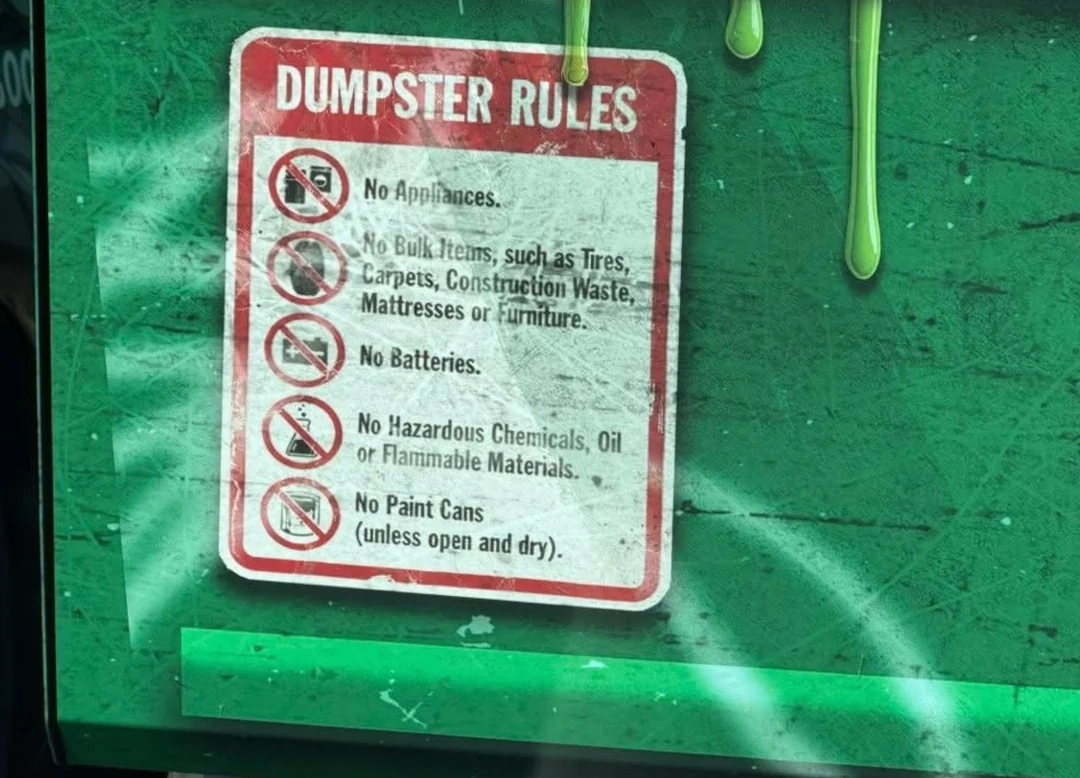 DUMPSTER RULES
No Appliances.
No Bulk Items, such as Tires,
Carpets, Construction Waste,
Mattresses or Furniture.
No Batteries.
No Hazardous Chemicals, Oil
or Flammable Materials.
No Paint Cans
(unless open and dry).